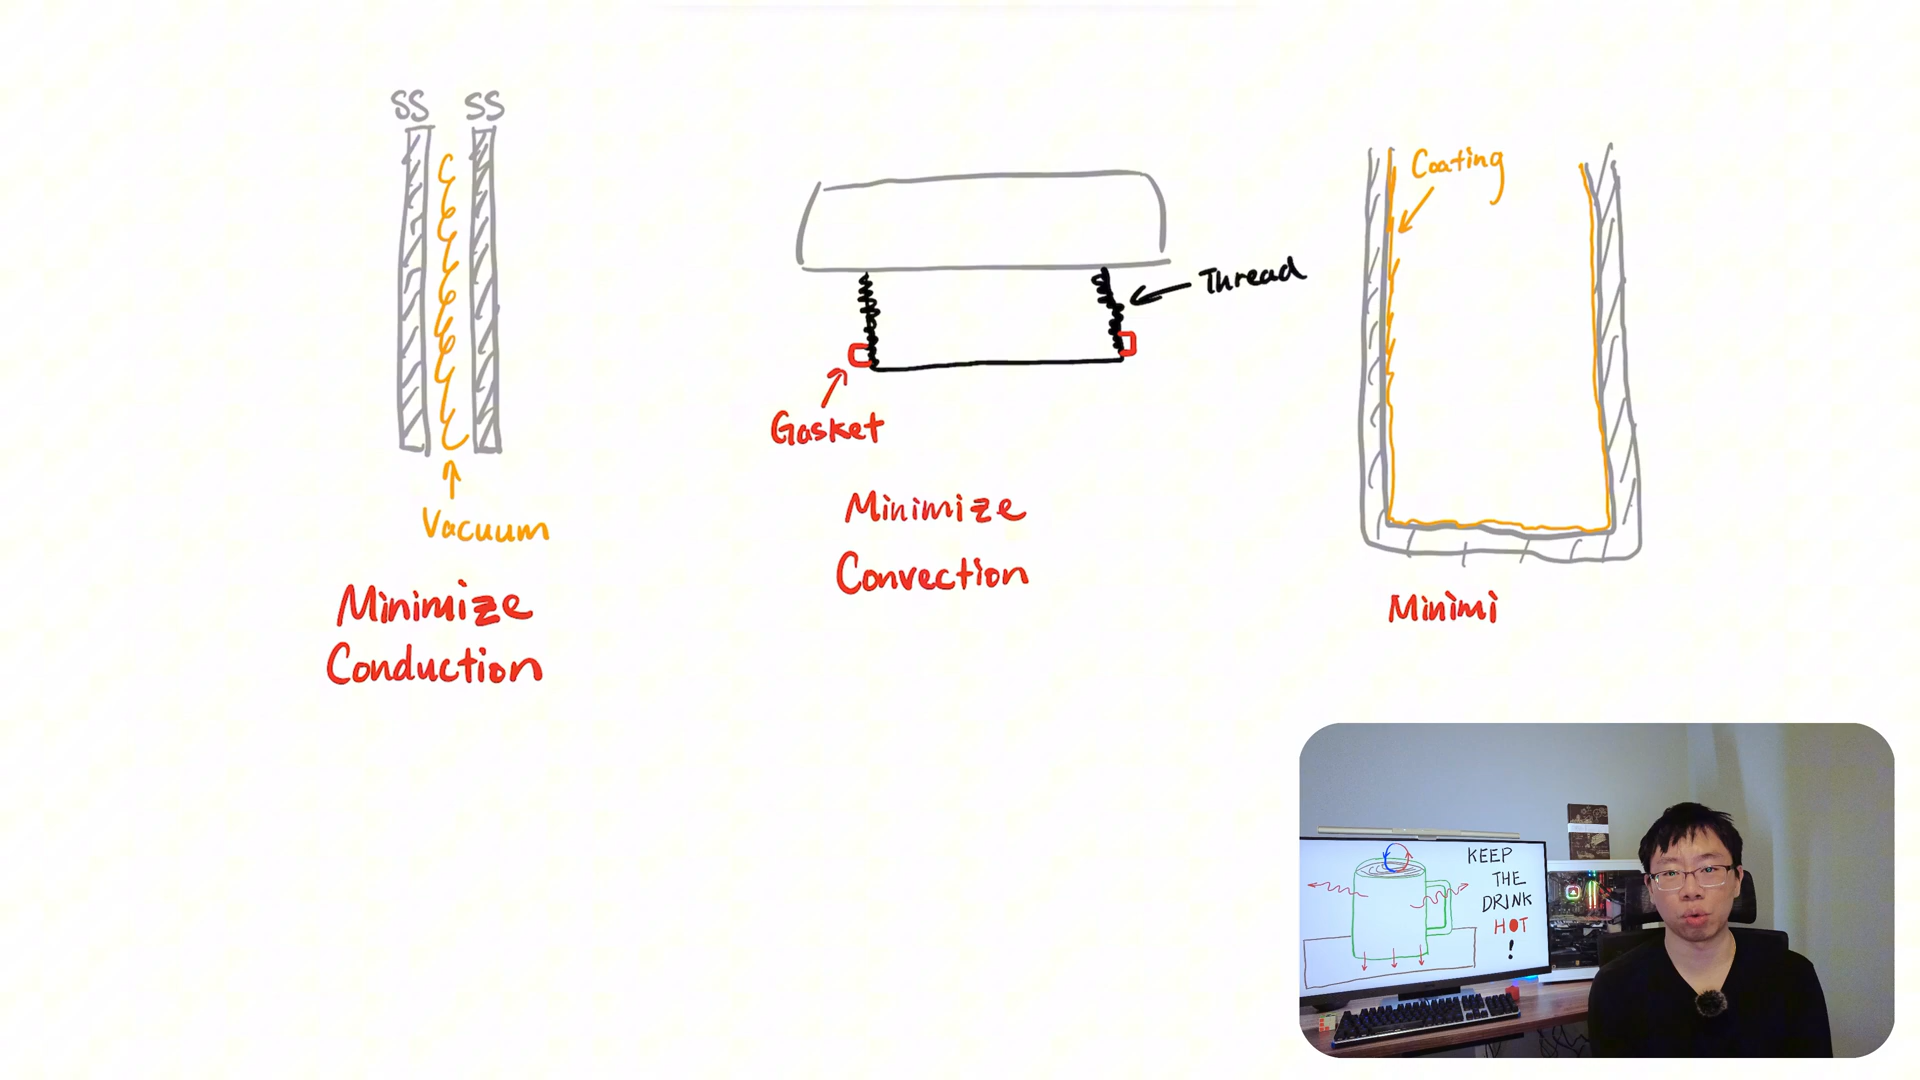 SS SS
Vacuum
Minimize
Conduction
Thread
Gasket
Minimize
Convection
Coating
Minimi
KEEP
THE
DRINK
HOT
!